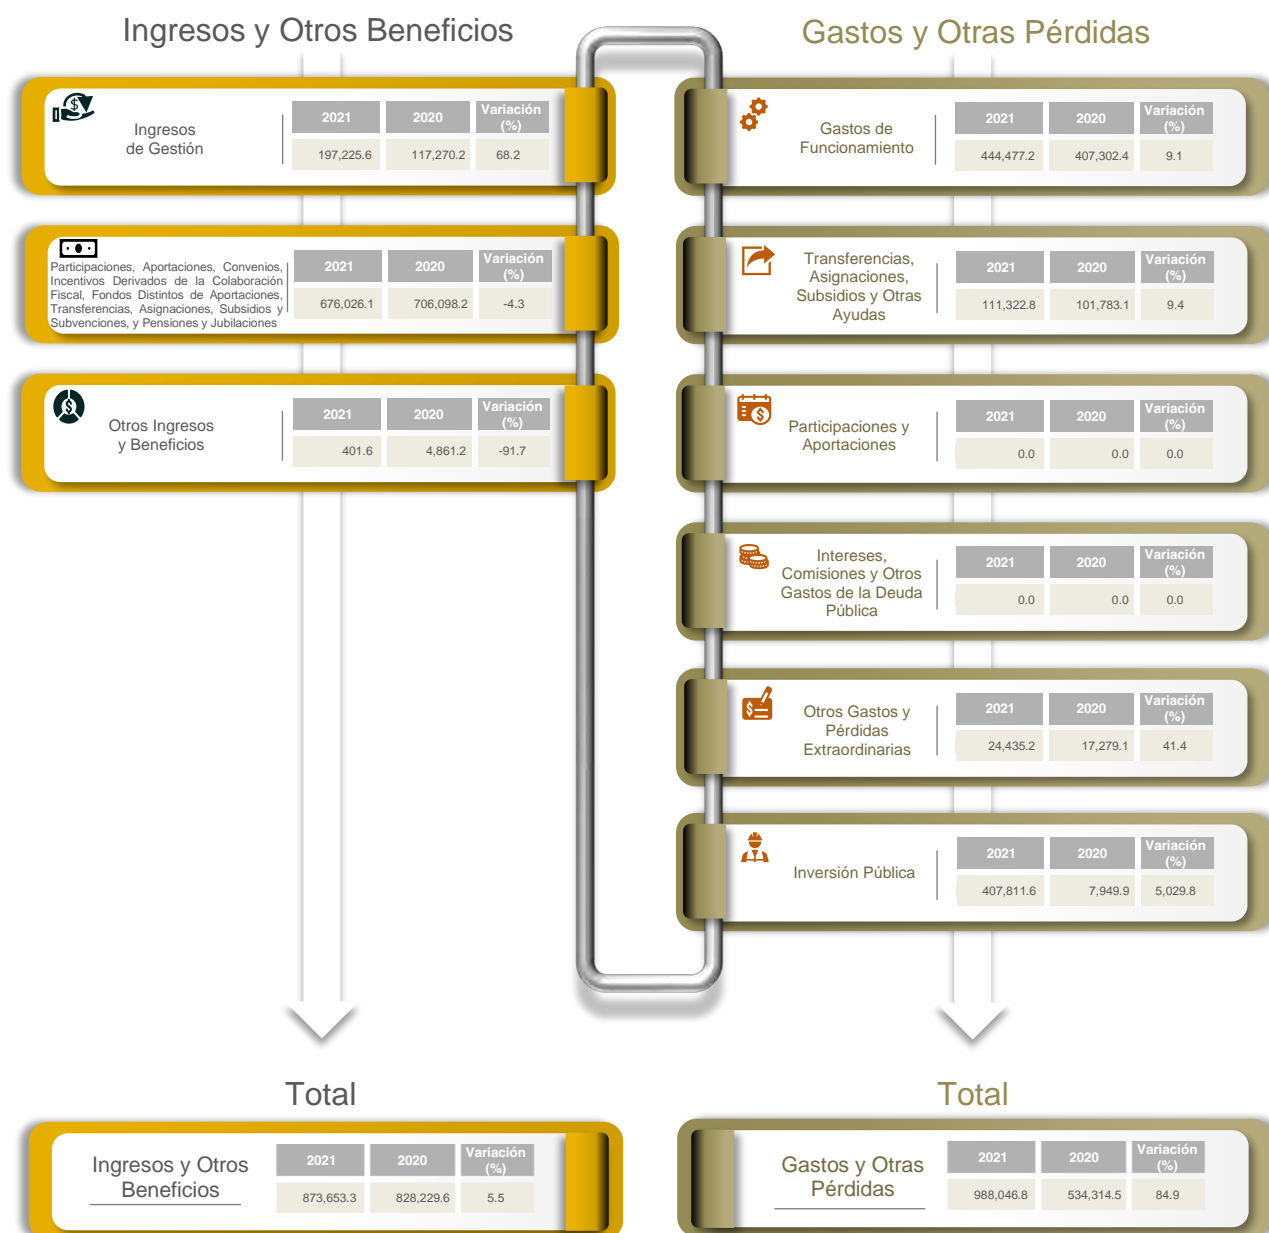 Ingresos y Otros Beneficios
2021 2020 Variación
(%)
Ingresos
de Gestión
197,225.6 117,270.2 68.2
Participaciones, Aportaciones, Convenios,
Incentivos Derivados de la Colaboración
Fiscal, Fondos Distintos de Aportaciones,
Transferencias, Asignaciones, Subsidios y
Subvenciones, y Pensiones y Jubilaciones
2021 2020 Variación
(%)
676,026.1 706,098.2 -4.3
Otros Ingresos
y Beneficios
2021 2020 Variación
(%)
401.6 4,861.2 -91.7
Total
Ingresos y Otros
Beneficios
2021 2020 Variación
(%)
873,653.3 828,229.6 5.5
Gastos y Otras Pérdidas
Gastos de
Funcionamiento
2021 2020 Variación
(%)
444,477.2 407,302.4 9.1
Transferencias,
Asignaciones,
Subsidios y Otras
Ayudas
2021 2020 Variación
(%)
111,322.8 101,783.1 9.4
Participaciones y
Aportaciones
2021 2020 Variación
(%)
0.0 0.0 0.0
Intereses,
Comisiones y Otros
Gastos de la Deuda
Pública
2021 2020 Variación
(%)
0.0 0.0 0.0
Otros Gastos y
Pérdidas
Extraordinarias
2021 2020 Variación
(%)
24,435.2 17,279.1 41.4
Inversión Pública
2021 2020 Variación
(%)
407,811.6 7,949.9 5,029.8
Total
Gastos y Otras
Pérdidas
2021 2020 Variación
(%)
988,046.8 534,314.5 84.9